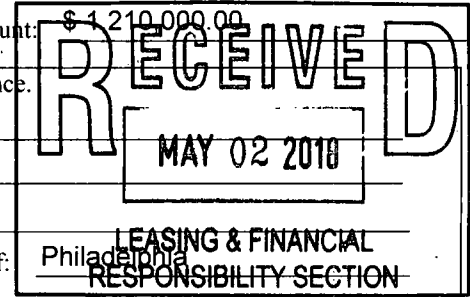 unt: $ 1,210,000.00
RECEIVED
nce.
MAY 02 2018
LEASING & FINANCIAL
f: Philadelphia
RESPONSIBILITY SECTION